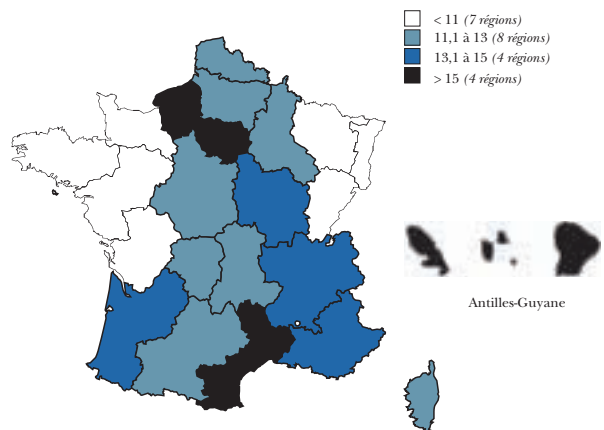 < 11 (7 régions)
11,1 à 13 (8 régions)
13,1 à 15 (4 régions)
> 15 (4 régions)
Antilles-Guyane